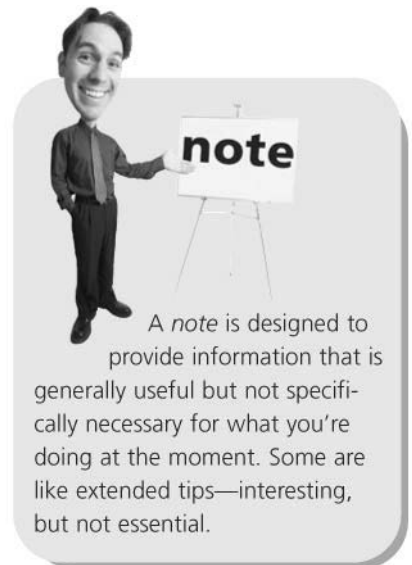 note
A note is designed to
provide information that is
generally useful but not specifi-
cally necessary for what you're
doing at the moment. Some are
like extended tips—interesting,
but not essential.